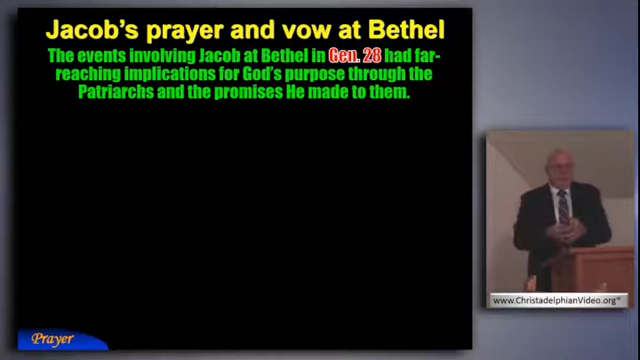 Jacob's prayer and vow at Bethel
The events involving Jacob at Bethel in Gen. 28 had far-
reaching implications for God's purpose through the
Patriarchs and the promises He made to them.
www.ChristadelphianVideo.org
Prayer